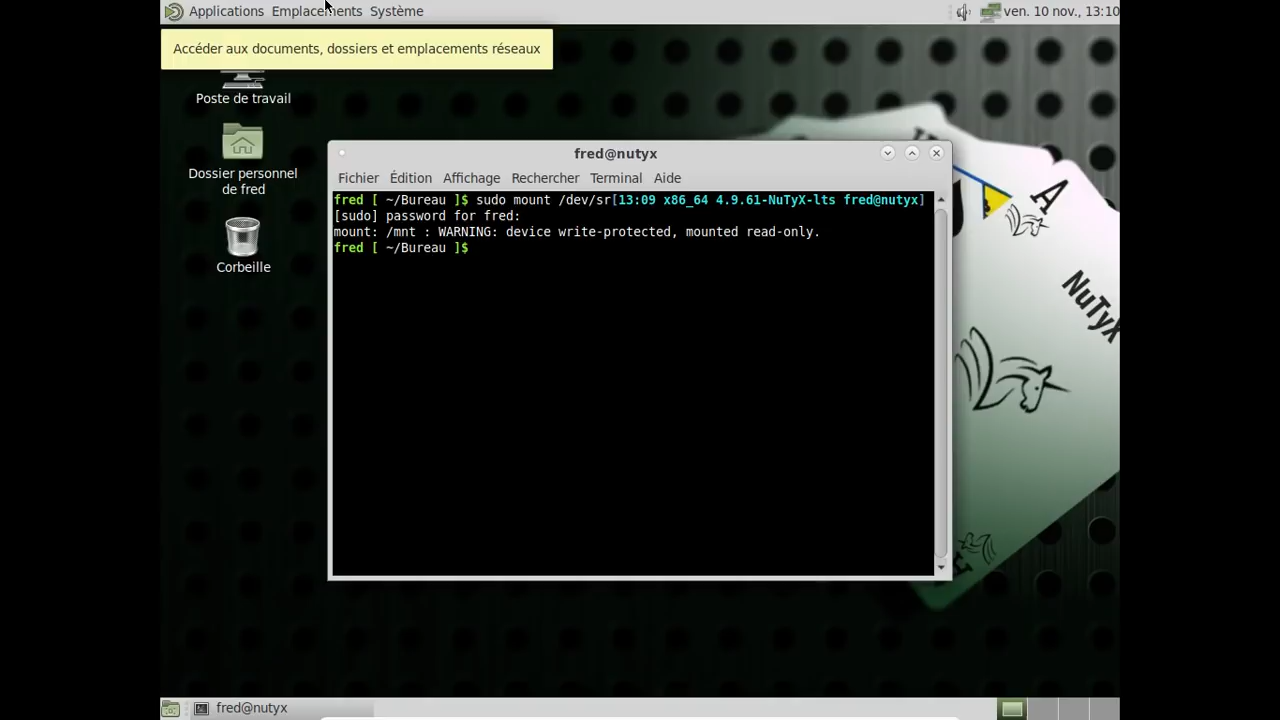 Applications Emplacements Système ven. 10 nov., 13:10
Accéder aux documents, dossiers et emplacements réseaux
Poste de travail
Dossier personnel
de fred
Corbeille
fred@nutyx
Fichier Édition Affichage Rechercher Terminal Aide
fred [ ~/Bureau ]$ sudo mount /dev/sr[13:09 x86_64 4.9.61-NuTyX-lts fred@nutyx]
[sudo] password for fred:
mount: /mnt : WARNING: device write-protected, mounted read-only.
fred [ ~/Bureau ]$
A
NuTyX
fred@nutyx